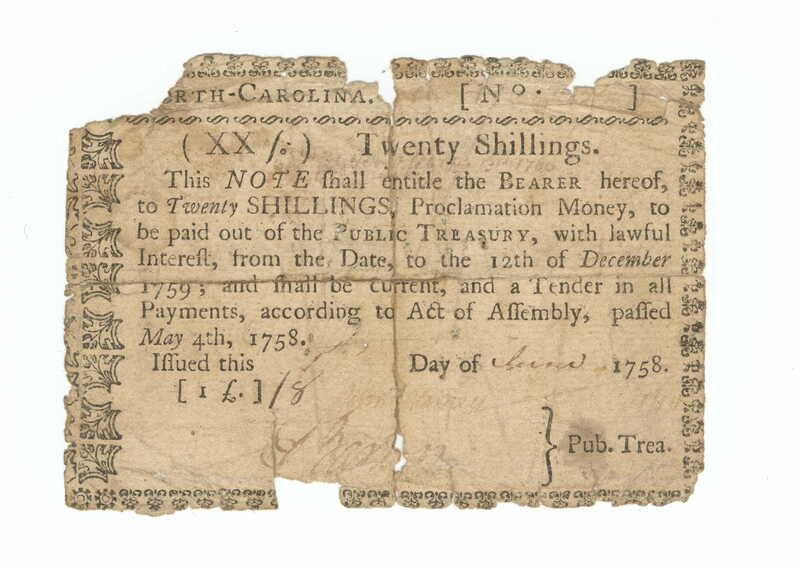 RTH-CAROLINA. [ No. ]
( XX ſ. ) Twenty Shillings.
This NOTE ſhall entitle the BEARER hereof,
to Twenty SHILLINGS, Proclamation Money, to
be paid out of the PUBLIC TREASURY, with lawful
Intereſt, from the Date, to the 12th of December
1759; and ſhall be current, and a Tender in all
Payments, according to Act of Aſſembly, paſſed
May 4th, 1758.
Iſſued this Day of June 1758.
[ 1 £. ] /8
Pub. Trea.